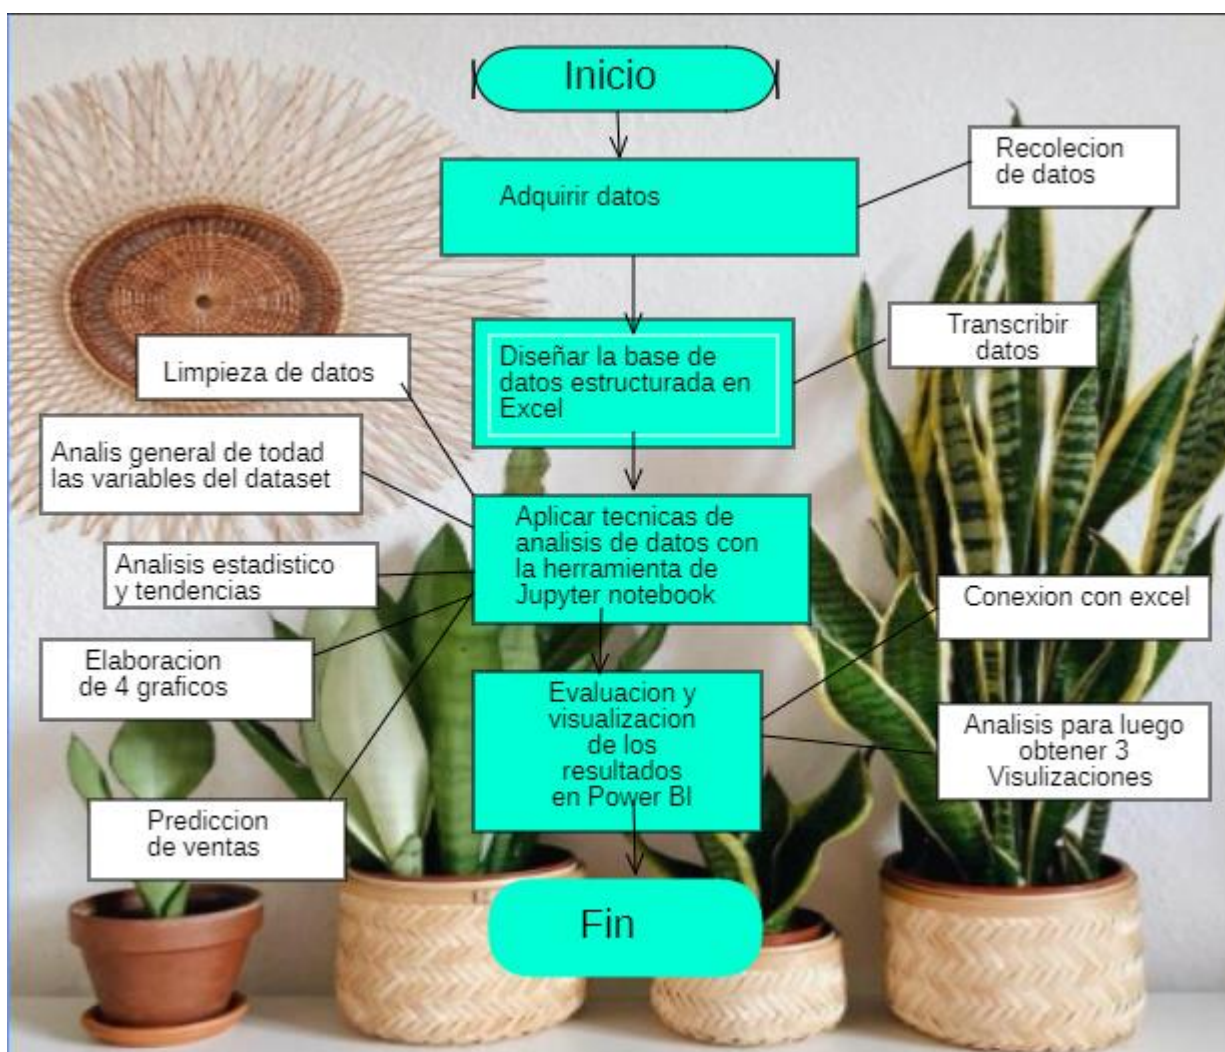 Inicio
Adquirir datos
Recolecion
de datos
Diseñar la base de
datos estructurada en
Excel
Transcribir
datos
Limpieza de datos
Analis general de todad
las variables del dataset
Aplicar tecnicas de
analisis de datos con
la herramienta de
Jupyter notebook
Analisis estadistico
y tendencias
Elaboracion
de 4 graficos
Prediccion
de ventas
Evaluacion y
visualizacion
de los
resultados
en Power BI
Conexion con excel
Analisis para luego
obtener 3
Visulizaciones
Fin